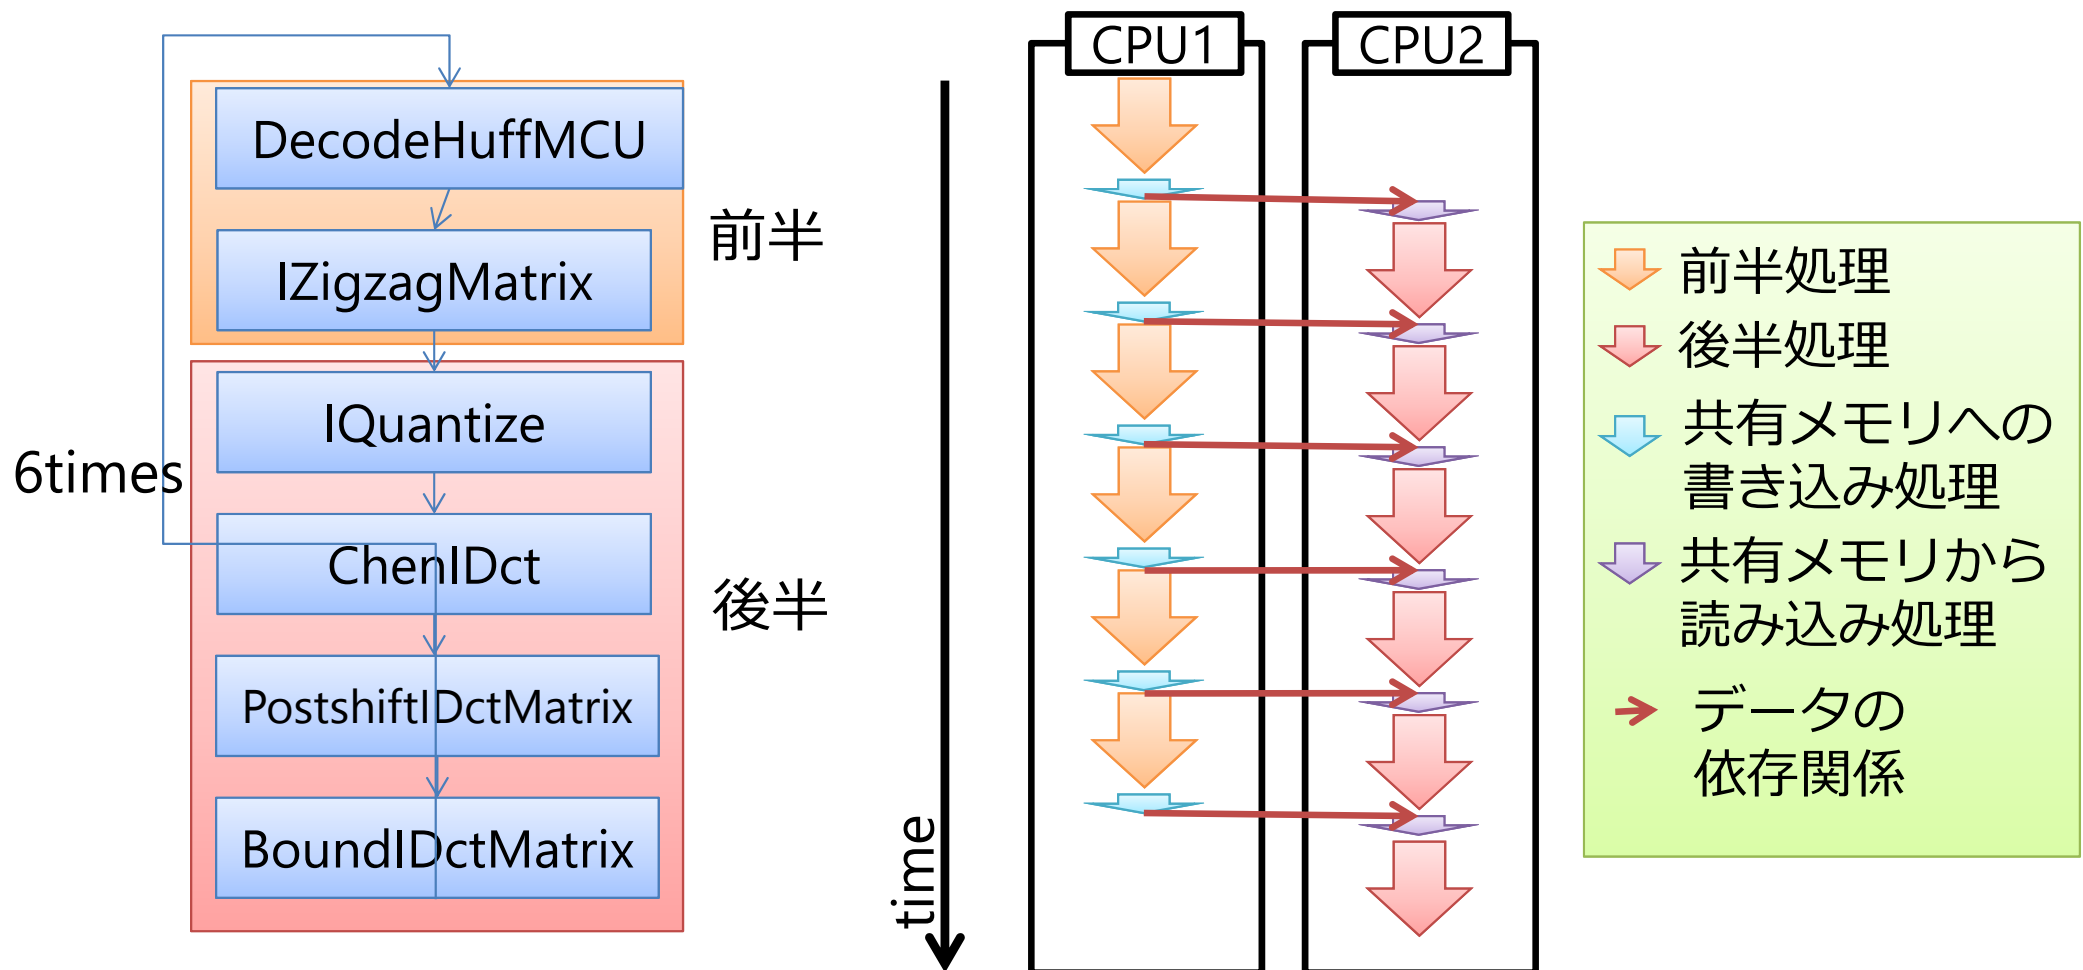 DecodeHuffMCU
IZigzagMatrix
前半
IQuantize
6times
ChenIDct
後半
PostshiftIDctMatrix
BoundIDctMatrix
time
CPU1
CPU2
前半処理
後半処理
共有メモリへの
書き込み処理
共有メモリから
読み込み処理
データの
依存関係